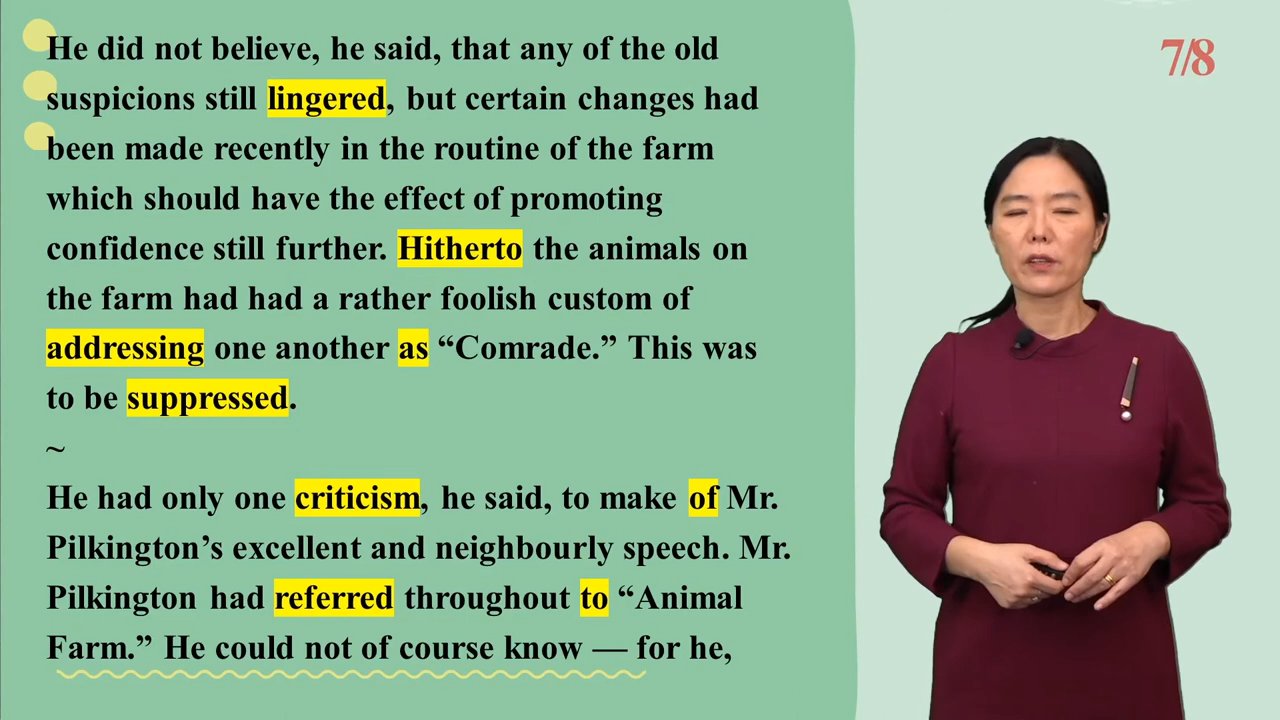 He did not believe, he said, that any of the old
suspicions still lingered, but certain changes had
been made recently in the routine of the farm
which should have the effect of promoting
confidence still further. Hitherto the animals on
the farm had had a rather foolish custom of
addressing one another as “Comrade.” This was
to be suppressed.
~
He had only one criticism, he said, to make of Mr.
Pilkington’s excellent and neighbourly speech. Mr.
Pilkington had referred throughout to “Animal
Farm.” He could not of course know — for he,
7/8